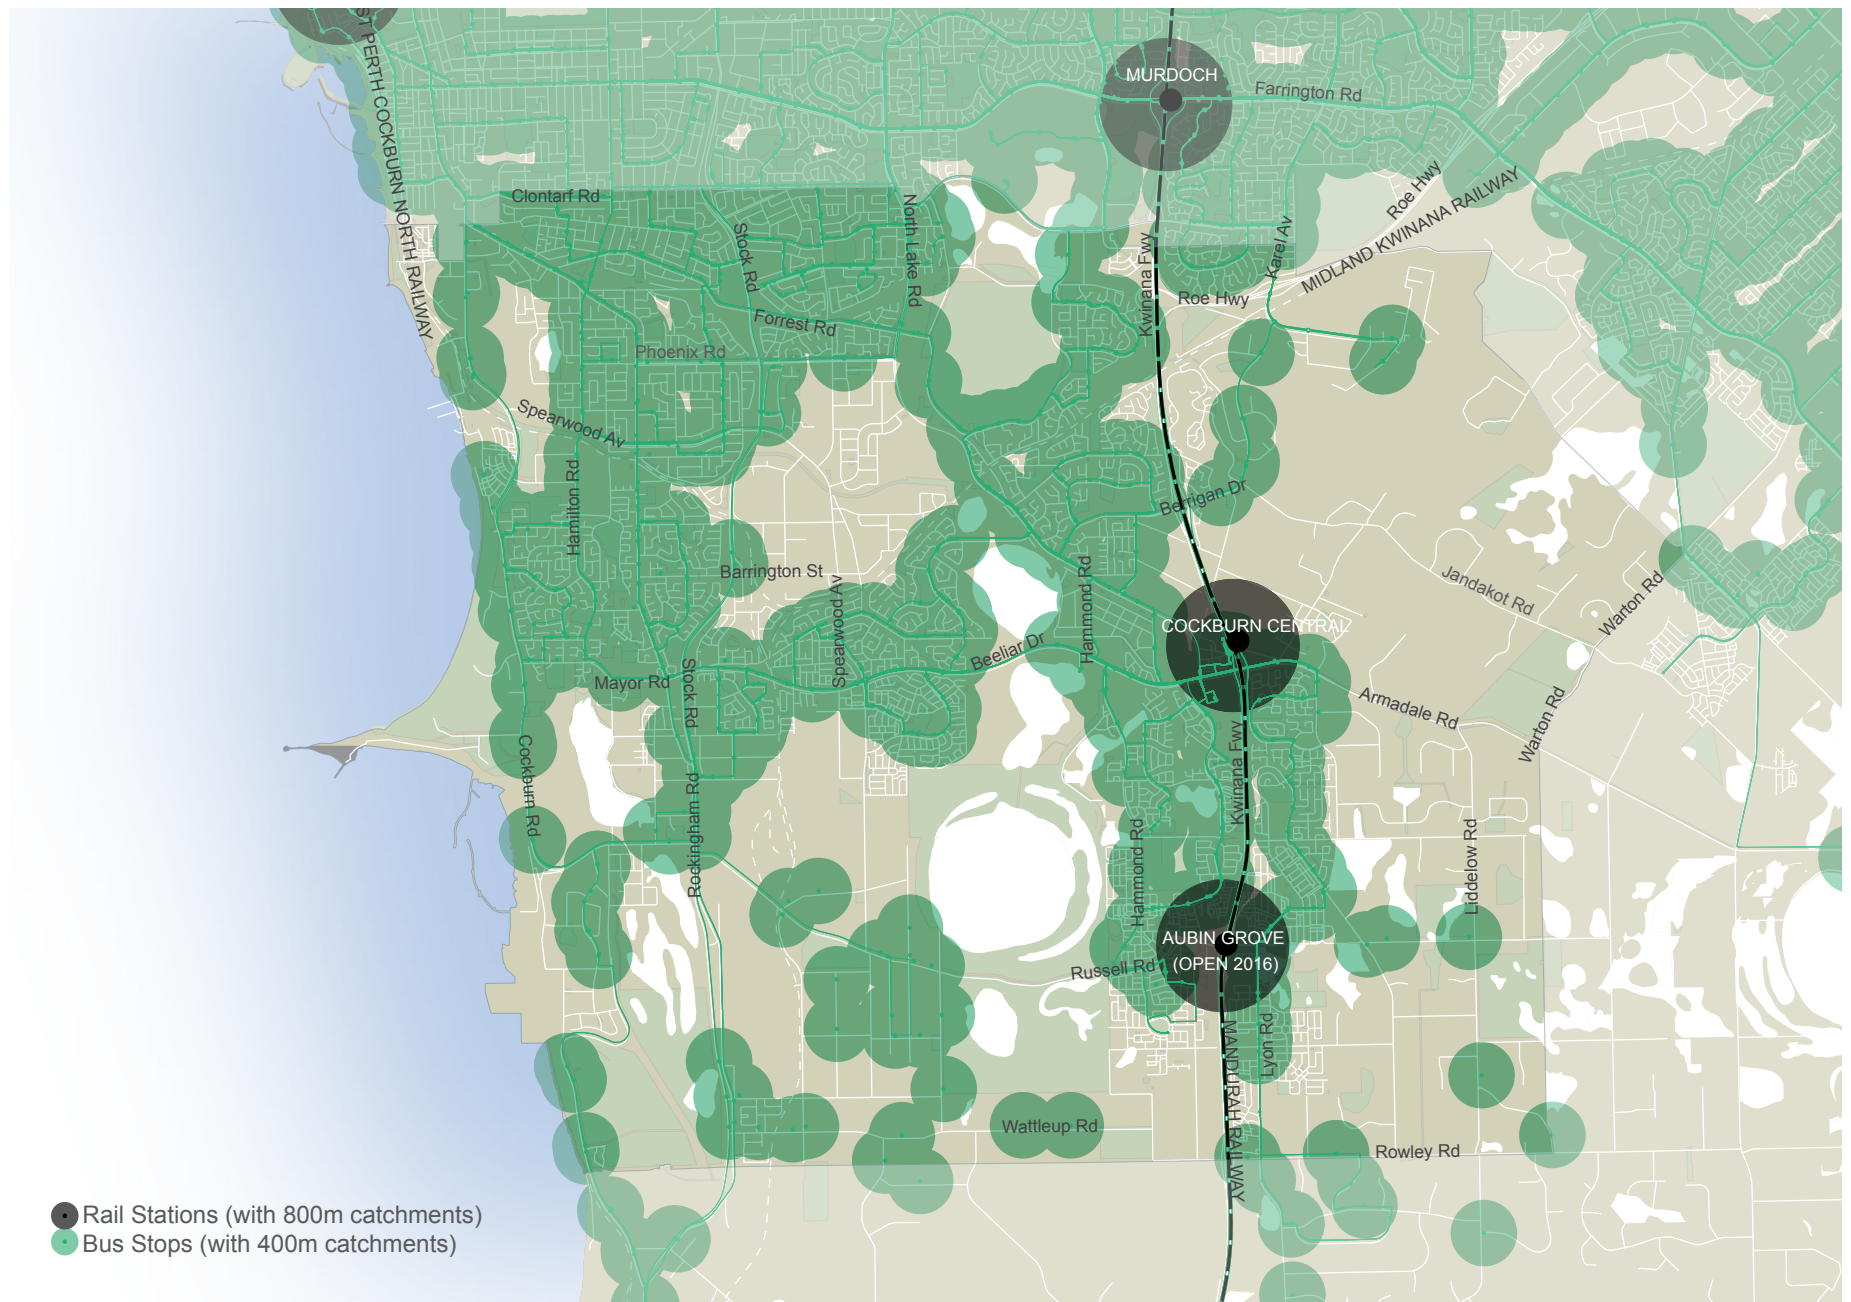 MURDOCH
Farrington Rd
ST PERTH COCKBURN NORTH RAILWAY
Clontarf Rd
North Lake Rd
Stock Rd
Kwinana Fwy
Karel Av
Roe Hwy
MIDLAND KWINANA RAILWAY
Roe Hwy
Forrest Rd
Phoenix Rd
Spearwood Av
Hamilton Rd
Berrigan Dr
Barrington St
Spearwood Av
Hammond Rd
Jandakot Rd
Warton Rd
COCKBURN CENTRAL
Beeliar Dr
Mayor Rd
Stock Rd
Armadale Rd
Warton Rd
Cockburn Rd
Kwinana Fwy
Rockingham Rd
Hammond Rd
Liddelow Rd
AUBIN GROVE
(OPEN 2016)
Russell Rd
Lyon Rd
MANDURAH RAILWAY
Wattleup Rd
Rowley Rd
Rail Stations (with 800m catchments)
Bus Stops (with 400m catchments)